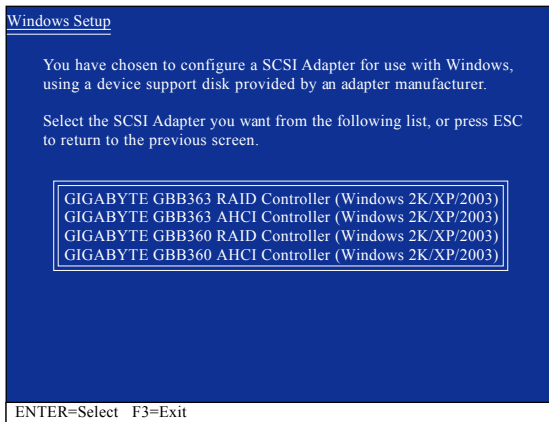 Windows Setup
You have chosen to configure a SCSI Adapter for use with Windows,
using a device support disk provided by an adapter manufacturer.
Select the SCSI Adapter you want from the following list, or press ESC
to return to the previous screen.
GIGABYTE GBB363 RAID Controller (Windows 2K/XP/2003)
GIGABYTE GBB363 AHCI Controller (Windows 2K/XP/2003)
GIGABYTE GBB360 RAID Controller (Windows 2K/XP/2003)
GIGABYTE GBB360 AHCI Controller (Windows 2K/XP/2003)
ENTER=Select F3=Exit